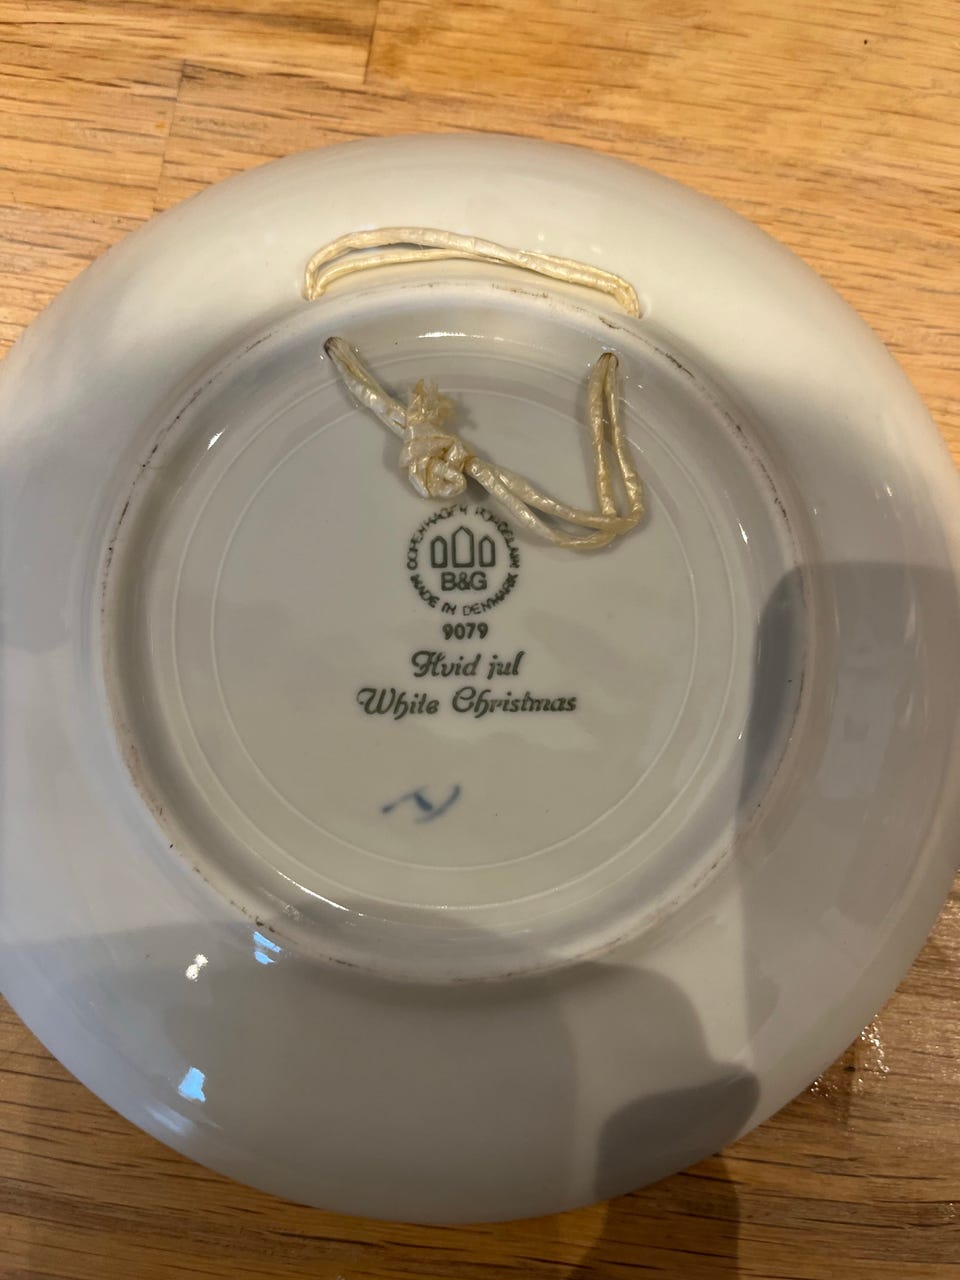 COPENHAGEN PORCELAIN
B&G
MADE IN DENMARK
9079
Hvid jul
White Christmas